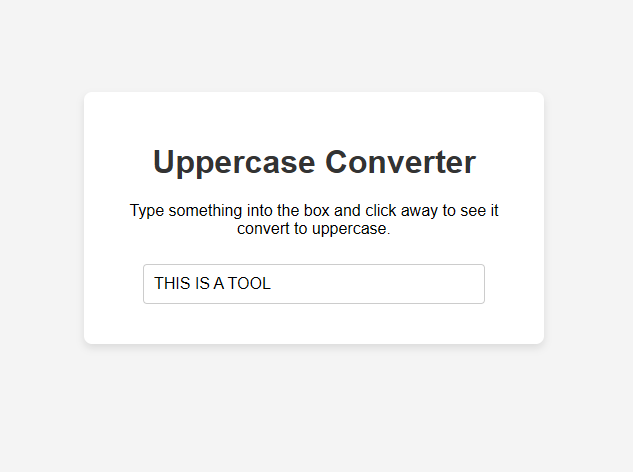 Uppercase Converter
Type something into the box and click away to see it
convert to uppercase.
THIS IS A TOOL